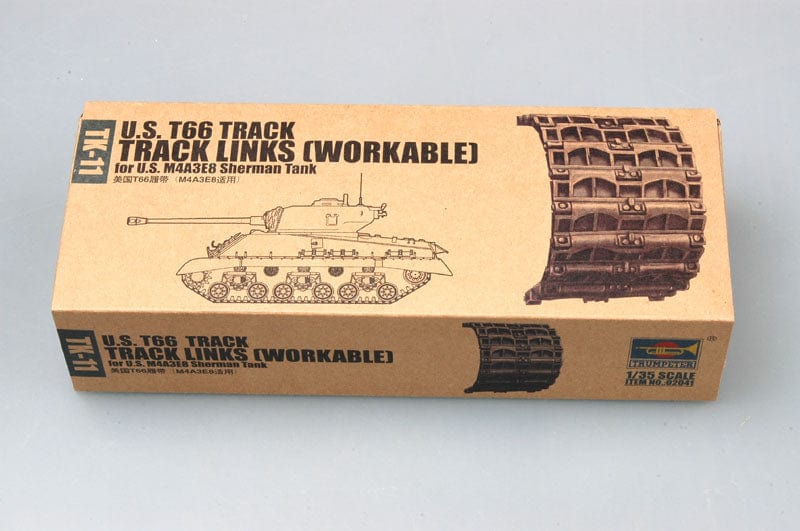 TK-11
U.S. T66 TRACK
TRACK LINKS (WORKABLE)
for U.S. M4A3E8 Sherman Tank
美国T66履带（M4A3E8适用）
TK-11
U.S. T66 TRACK
TRACK LINKS (WORKABLE)
for U.S. M4A3E8 Sherman Tank
美国T66履带（M4A3E8适用）
TRUMPETER
®
1/35 SCALE
ITEM NO.:02041